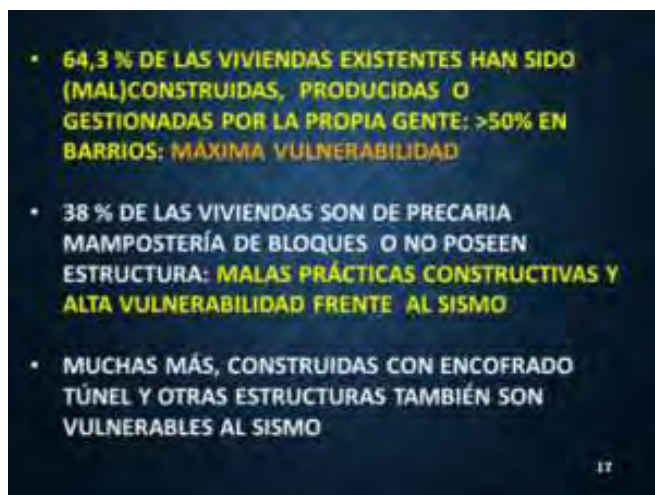 • 64,3 % DE LAS VIVIENDAS EXISTENTES HAN SIDO
(MAL)CONSTRUIDAS, PRODUCIDAS O
GESTIONADAS POR LA PROPIA GENTE: >50% EN
BARRIOS: MÁXIMA VULNERABILIDAD
• 38 % DE LAS VIVIENDAS SON DE PRECARIA
MAMPOSTERÍA DE BLOQUES O NO POSEEN
ESTRUCTURA: MALAS PRÁCTICAS CONSTRUCTIVAS Y
ALTA VULNERABILIDAD FRENTE AL SISMO
• MUCHAS MÁS, CONSTRUIDAS CON ENCOFRADO
TÚNEL Y OTRAS ESTRUCTURAS TAMBIÉN SON
VULNERABLES AL SISMO
17